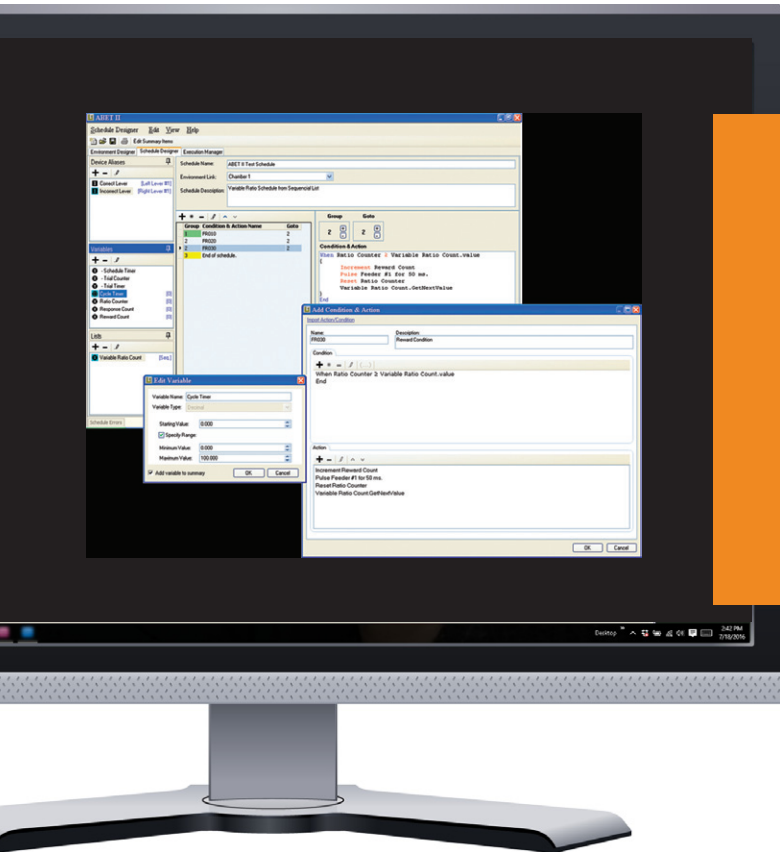 ABET II
Schedule Designer Edit View Help
Edit Summary Items
Environment Designer Schedule Designer Execution Manager
Device Aliases
Schedule Name: ABET II Test Schedule
Environment Link: Chamber 1
Schedule Description: Variable Ratio Schedule from Sequencial List
Correct Lever [Left Lever #1]
Incorrect Lever [Right Lever #1]
Group Condition & Action Name Goto
1 FR010 2
2 FR020 2
2 FR030 2
3 End of schedule.
Group Goto
2 2
Condition & Action
When Ratio Counter ≥ Variable Ratio Count.value
{
Increment Reward Count
Pulse Feeder #1 for 50 ms.
Reset Ratio Counter
Variable Ratio Count.GetNextValue
}
End
Variables
- Schedule Timer
- Trial Counter
- Trial Timer
Cycle Timer [0]
Ratio Counter [0]
Response Count [0]
Reward Count [0]
Lists
Variable Ratio Count [Seq.]
Schedule Errors
Edit Variable
Variable Name: Cycle Timer
Variable Type: Decimal
Starting Value: 0.000
Specify Range:
Minimum Value: 0.000
Maximum Value: 100.000
Add variable to summary OK Cancel
Add Condition & Action
Import Action/Condition
Name: Description:
FR030 Reward Condition
Condition
When Ratio Counter ≥ Variable Ratio Count.value
End
Action
Increment Reward Count
Pulse Feeder #1 for 50 ms.
Reset Ratio Counter
Variable Ratio Count.GetNextValue
OK Cancel
Desktop
2:42 PM
7/18/2016